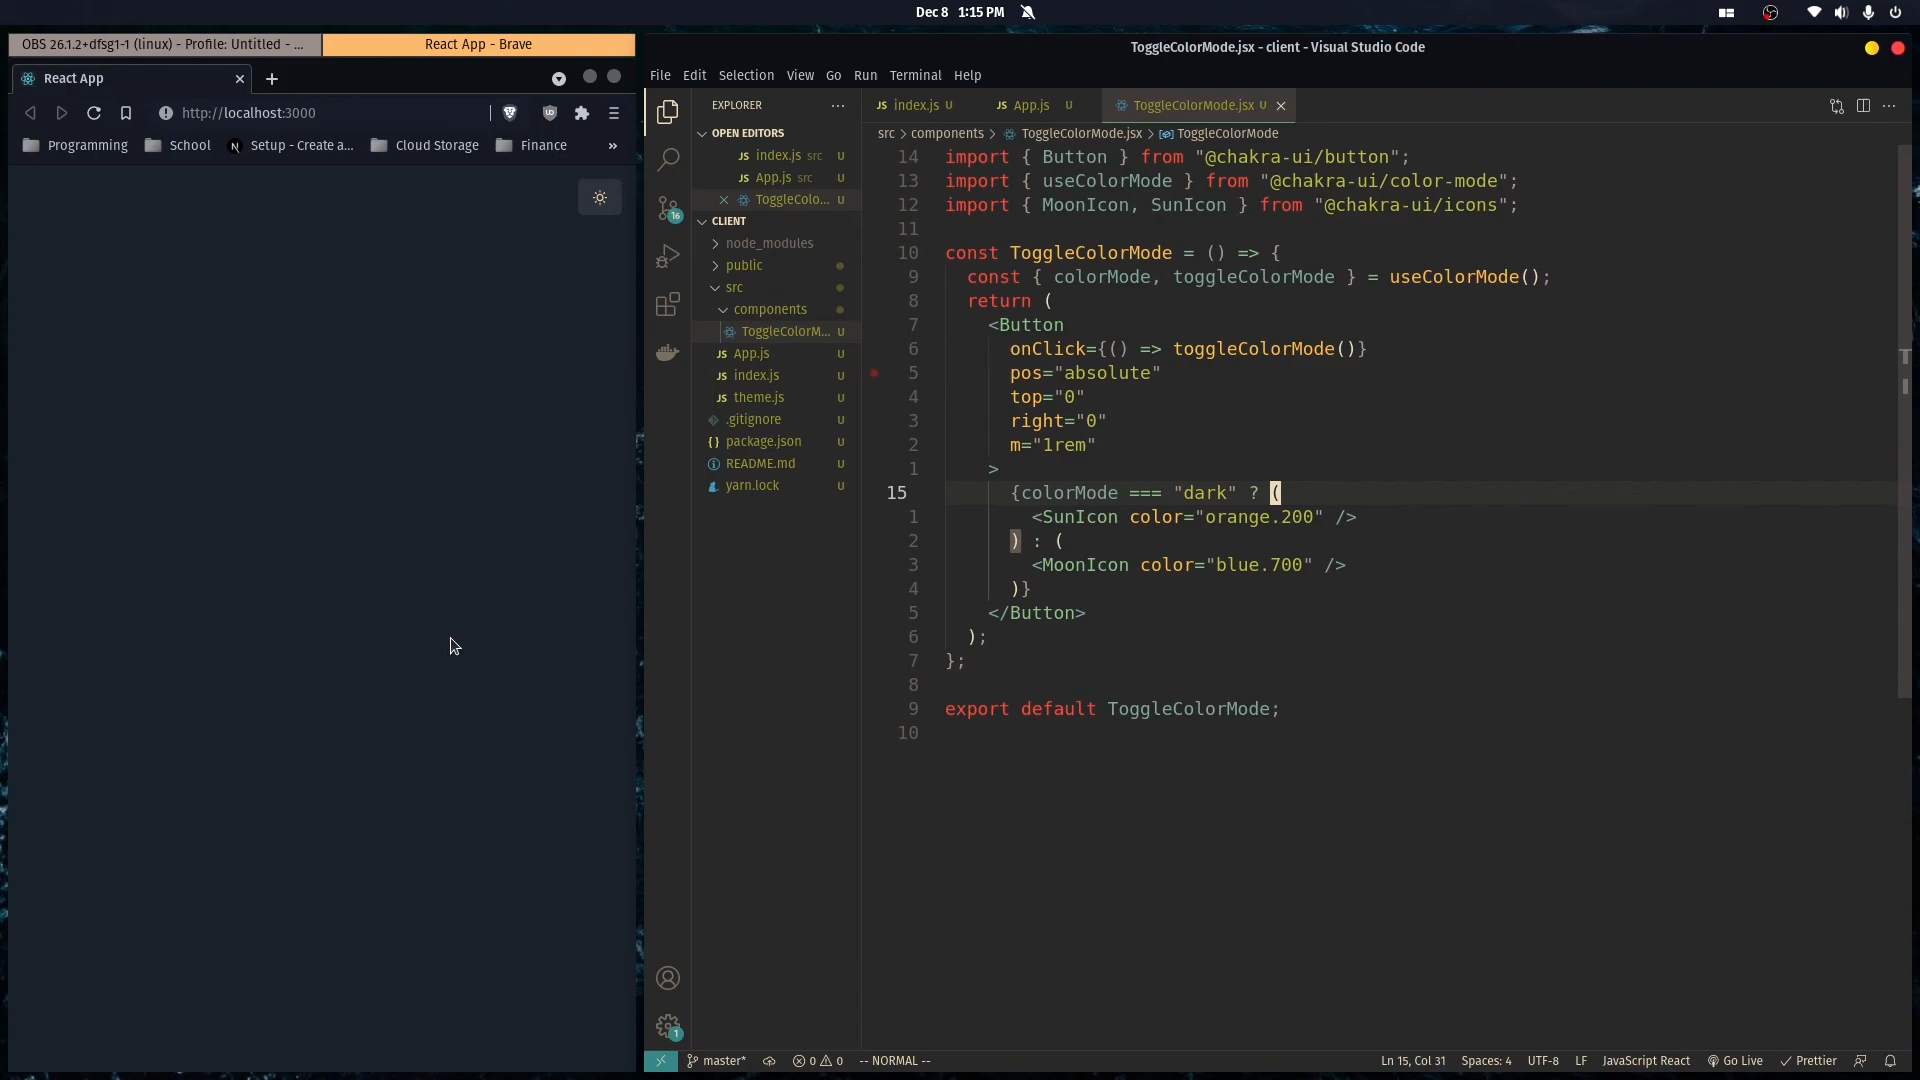 Dec 8 1:15 PM
OBS 26.1.2+dfsg1-1 (linux) - Profile: Untitled - ...
React App - Brave
React App
http://localhost:3000
Programming
School
Setup - Create a...
Cloud Storage
Finance
»
ToggleColorMode.jsx - client - Visual Studio Code
File Edit Selection View Go Run Terminal Help
EXPLORER
OPEN EDITORS
index.js src U
App.js src U
ToggleColo... U
CLIENT
node_modules
public
src
components
ToggleColorM... U
JS App.js U
JS index.js U
JS theme.js U
.gitignore U
{} package.json U
README.md U
yarn.lock U
16
1
JS index.js U
JS App.js U
ToggleColorMode.jsx U
src > components > ToggleColorMode.jsx > ToggleColorMode
14 import { Button } from "@chakra-ui/button";
13 import { useColorMode } from "@chakra-ui/color-mode";
12 import { MoonIcon, SunIcon } from "@chakra-ui/icons";
11
10 const ToggleColorMode = () => {
9 const { colorMode, toggleColorMode } = useColorMode();
8 return (
7 <Button
6 onClick={() => toggleColorMode()}
5 pos="absolute"
4 top="0"
3 right="0"
2 m="1rem"
1 >
15 {colorMode === "dark" ? (
1 <SunIcon color="orange.200" />
2 ) : (
3 <MoonIcon color="blue.700" />
4 )}
5 </Button>
6 );
7 };
8
9 export default ToggleColorMode;
10
master* 0 0 -- NORMAL -- Ln 15, Col 31 Spaces: 4 UTF-8 LF JavaScript React Go Live Prettier